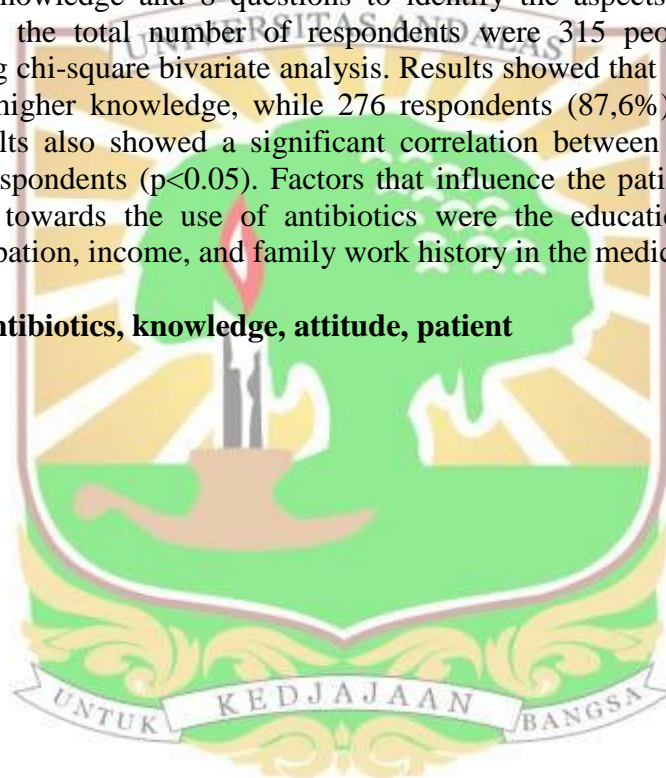 nowledge and 8 questions to identify the aspects
the total number of respondents were 315 peo
g chi-square bivariate analysis. Results showed that
higher knowledge, while 276 respondents (87,6%)
lts also showed a significant correlation between
spondents (p<0.05). Factors that influence the pati
towards the use of antibiotics were the educatio
pation, income, and family work history in the medic
ntibiotics, knowledge, attitude, patient
UNIVERSITAS ANDALAS
UNTUK KEDJAJAAN BANGSA